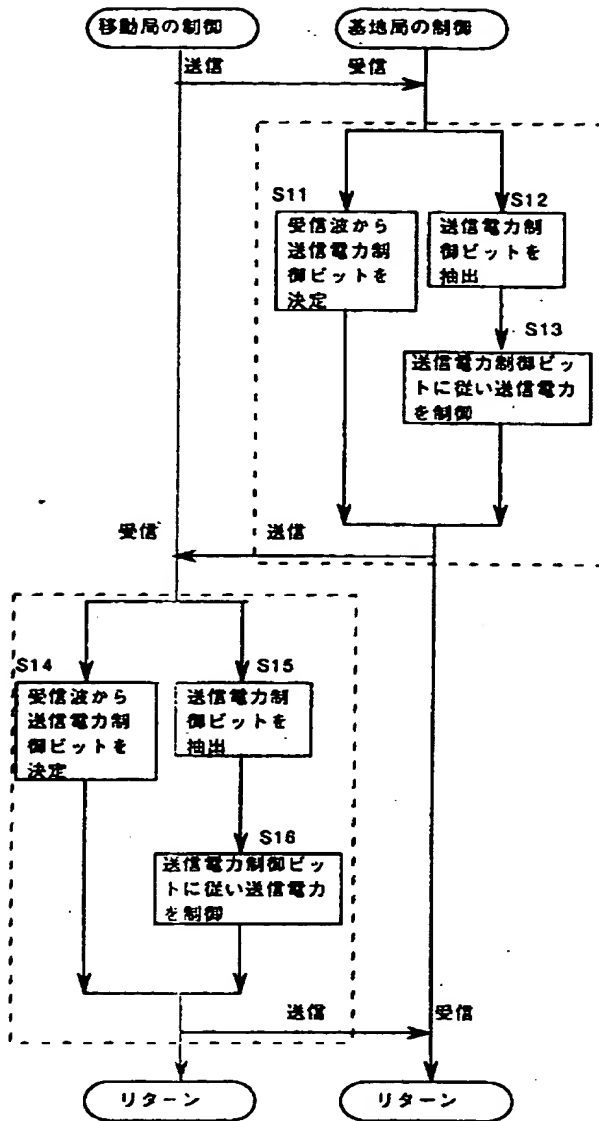 移動局の制御
基地局の制御
送信
受信
S11
受信波から
送信電力制
御ビットを
決定
S12
送信電力制
御ビットを
抽出
S13
送信電力制御ビッ
トに従い送信電力
を制御
受信
送信
S14
受信波から
送信電力制
御ビットを
決定
S15
送信電力制
御ビットを
抽出
S16
送信電力制御ビッ
トに従い送信電力
を制御
送信
受信
リターン
リターン